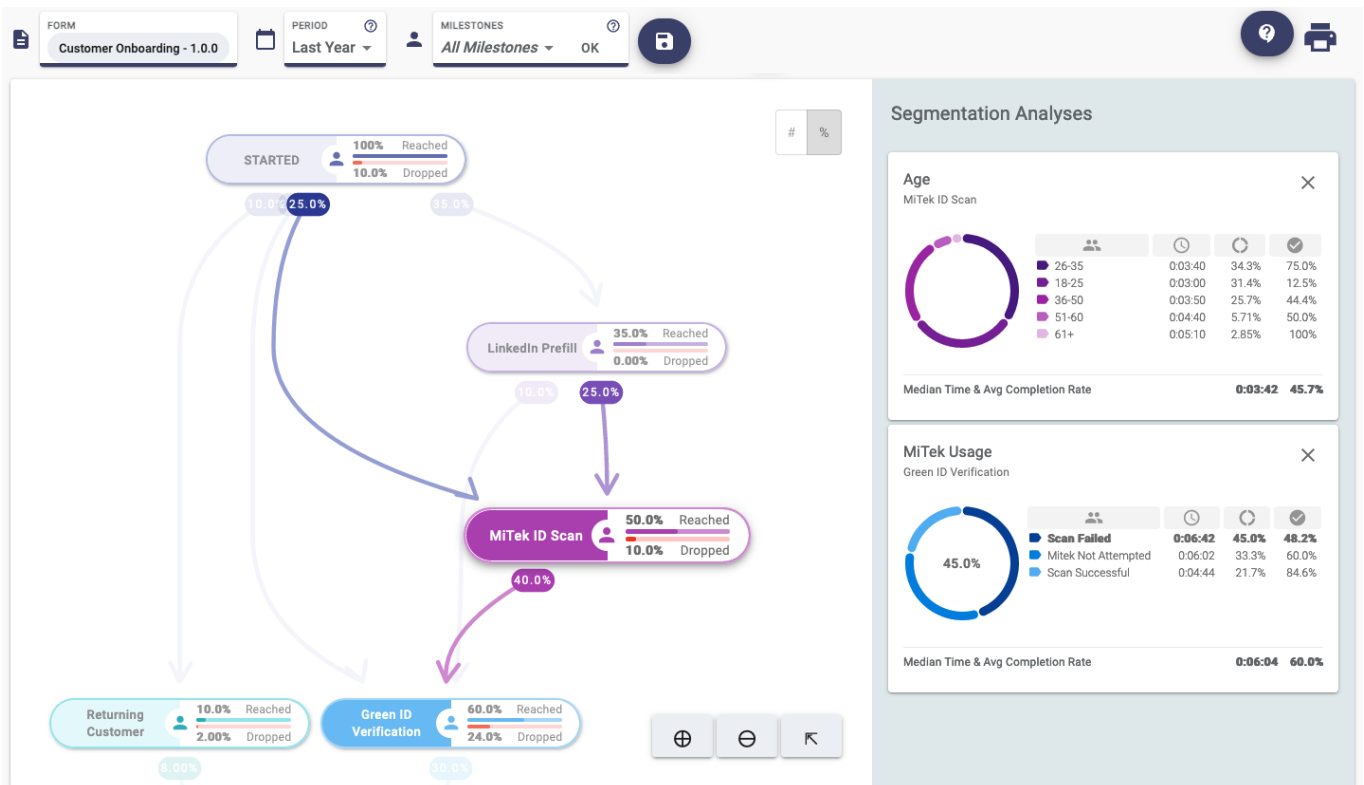 FORM
Customer Onboarding - 1.0.0
PERIOD
Last Year
MILESTONES
All Milestones
OK
#
%
STARTED
100% Reached
10.0% Dropped
25.0%
35.0%
LinkedIn Prefill
35.0% Reached
0.00% Dropped
10.0%
25.0%
MiTek ID Scan
50.0% Reached
10.0% Dropped
40.0%
Returning
Customer
10.0% Reached
2.00% Dropped
8.00%
Green ID
Verification
60.0% Reached
24.0% Dropped
30.0%
Segmentation Analyses
Age
MiTek ID Scan
26-35 0:03:40 34.3% 75.0%
18-25 0:03:00 31.4% 12.5%
36-50 0:03:50 25.7% 44.4%
51-60 0:04:40 5.71% 50.0%
61+ 0:05:10 2.85% 100%
Median Time & Avg Completion Rate 0:03:42 45.7%
MiTek Usage
Green ID Verification
45.0%
Scan Failed 0:06:42 45.0% 48.2%
Mitek Not Attempted 0:06:02 33.3% 60.0%
Scan Successful 0:04:44 21.7% 84.6%
Median Time & Avg Completion Rate 0:06:04 60.0%